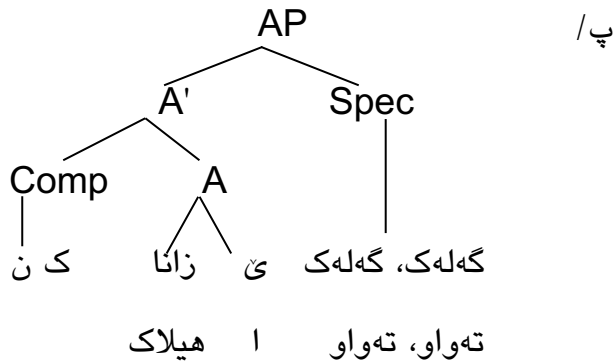 پ/
AP
Spec A'
A Comp
گەلەک، گەلەک ێ زانا ک ن
تەواو، تەواو ا هیلاک